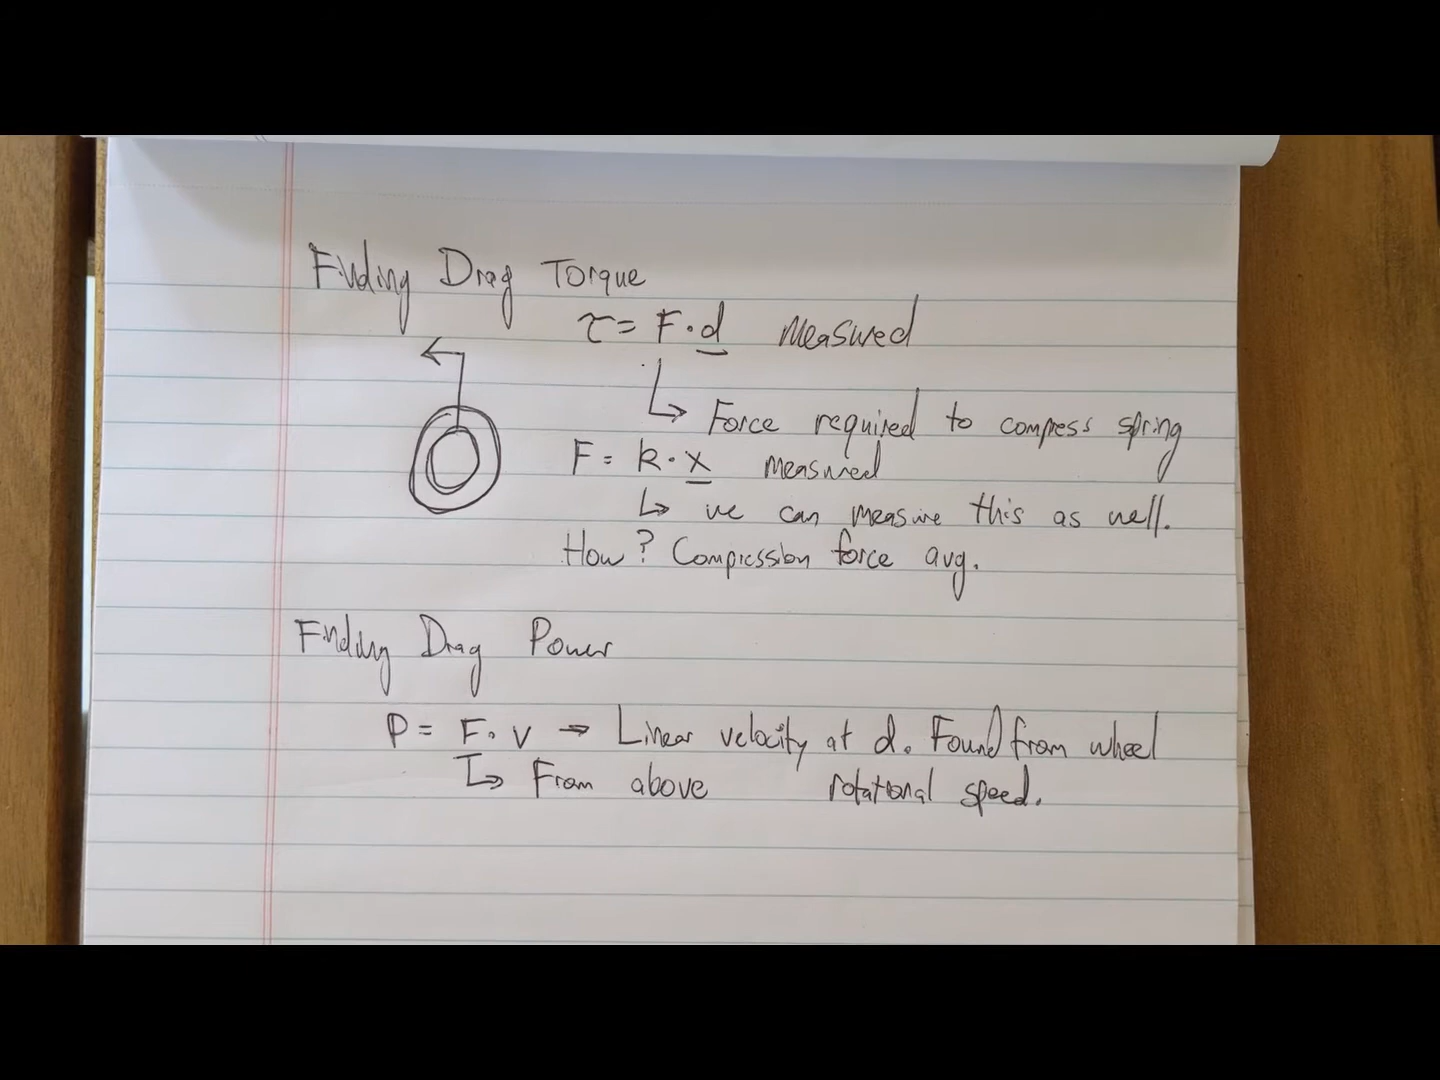 Finding Drag Torque
τ = F · d measured
↳ Force required to compress spring
F = k · x measured
↳ we can measure this as well.
How? Compression force avg.
Finding Drag Power
P = F · v → Linear velocity at d. Found from wheel
↳ From above rotational speed.